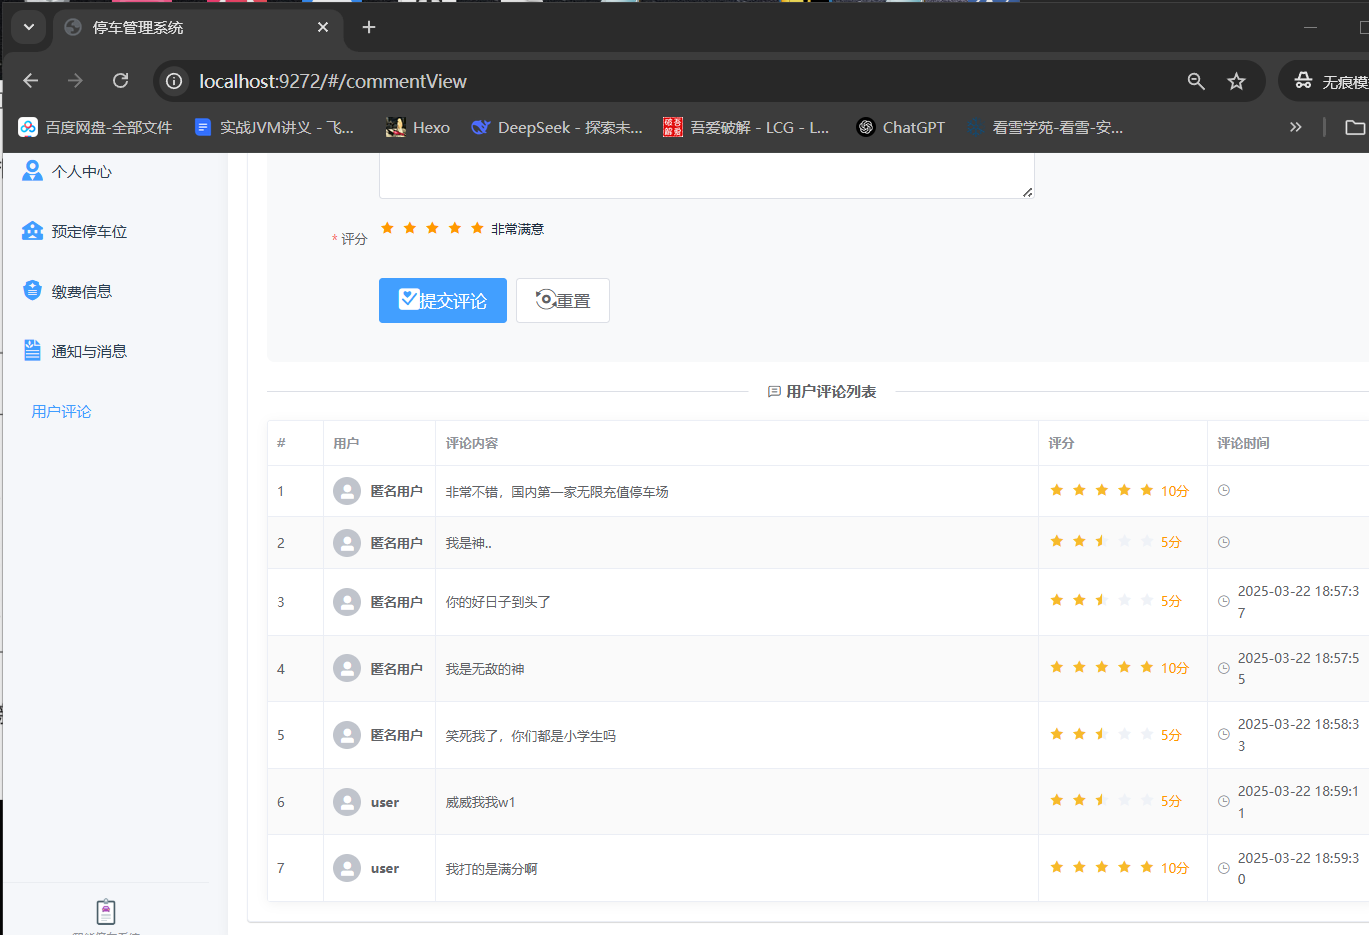 停车管理系统
localhost:9272/#/commentView
无痕模
百度网盘-全部文件
实战JVM讲义 - 飞...
Hexo
DeepSeek - 探索未...
吾爱破解 - LCG - L...
ChatGPT
看雪学苑-看雪-安...
个人中心
预定停车位
缴费信息
通知与消息
用户评论
* 评分
非常满意
提交评论
重置
用户评论列表
# 用户 评论内容 评分 评论时间
1 匿名用户 非常不错，国内第一家无限充值停车场 10分
2 匿名用户 我是神.. 5分
3 匿名用户 你的好日子到头了 5分 2025-03-22 18:57:3
7
4 匿名用户 我是无敌的神 10分 2025-03-22 18:57:5
5
5 匿名用户 笑死我了，你们都是小学生吗 5分 2025-03-22 18:58:3
3
6 user 威威我我w1 5分 2025-03-22 18:59:1
1
7 user 我打的是满分啊 10分 2025-03-22 18:59:3
0